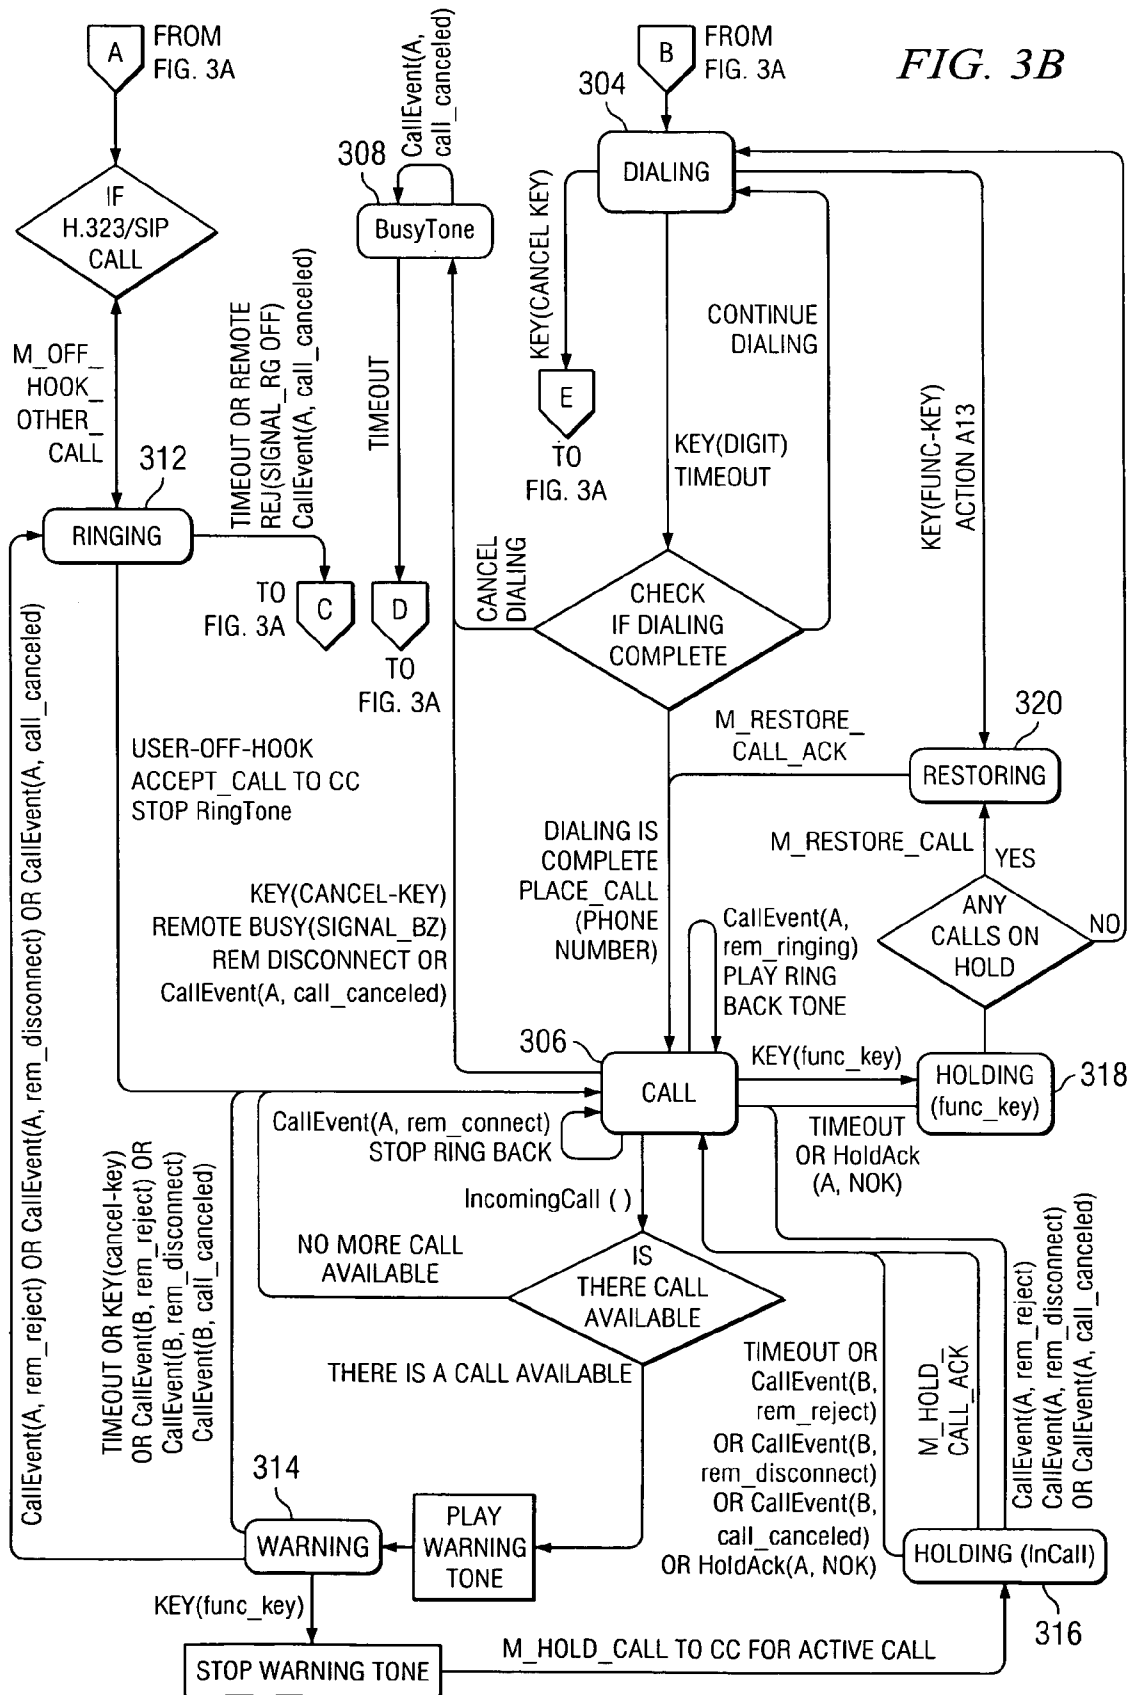 FIG. 3B
A
FROM
FIG. 3A
CallEvent(A,
call_canceled)
B
FROM
FIG. 3A
304
DIALING
308
BusyTone
IF
H.323/SIP
CALL
M_OFF_
HOOK_
OTHER_
CALL
TIMEOUT OR REMOTE
REJ(SIGNAL_RG OFF)
CallEvent(A, call_canceled)
TIMEOUT
KEY(CANCEL KEY)
E
TO
FIG. 3A
CONTINUE
DIALING
KEY(DIGIT)
TIMEOUT
KEY(FUNC-KEY)
ACTION A13
312
RINGING
TO
FIG. 3A
C
D
TO
FIG. 3A
CANCEL
DIALING
CHECK
IF DIALING
COMPLETE
M_RESTORE_
CALL_ACK
320
RESTORING
USER-OFF-HOOK
ACCEPT_CALL TO CC
STOP RingTone
DIALING IS
COMPLETE
PLACE_CALL
(PHONE
NUMBER)
M_RESTORE_CALL
YES
ANY
CALLS ON
HOLD
NO
KEY(CANCEL-KEY)
REMOTE BUSY(SIGNAL_BZ)
REM DISCONNECT OR
CallEvent(A, call_canceled)
CallEvent(A,
rem_ringing)
PLAY RING
BACK TONE
306
CALL
KEY(func_key)
HOLDING
(func_key)
318
CallEvent(A, rem_connect)
STOP RING BACK
TIMEOUT
OR HoldAck
(A, NOK)
IncomingCall ( )
NO MORE CALL
AVAILABLE
IS
THERE CALL
AVAILABLE
THERE IS A CALL AVAILABLE
CallEvent(A, rem_reject) OR CallEvent(A, rem_disconnect) OR CallEvent(A, call_canceled)
TIMEOUT OR KEY(cancel-key)
OR CallEvent(B, rem_reject) OR
CallEvent(B, rem_disconnect)
CallEvent(B, call_canceled)
TIMEOUT OR
CallEvent(B,
rem_reject)
OR CallEvent(B,
rem_disconnect)
OR CallEvent(B,
call_canceled)
OR HoldAck(A, NOK)
M_HOLD_
CALL_ACK
CallEvent(A, rem_reject)
CallEvent(A, rem_disconnect)
OR CallEvent(A, call_canceled)
314
WARNING
PLAY
WARNING
TONE
HOLDING (InCall)
316
KEY(func_key)
STOP WARNING TONE
M_HOLD_CALL TO CC FOR ACTIVE CALL